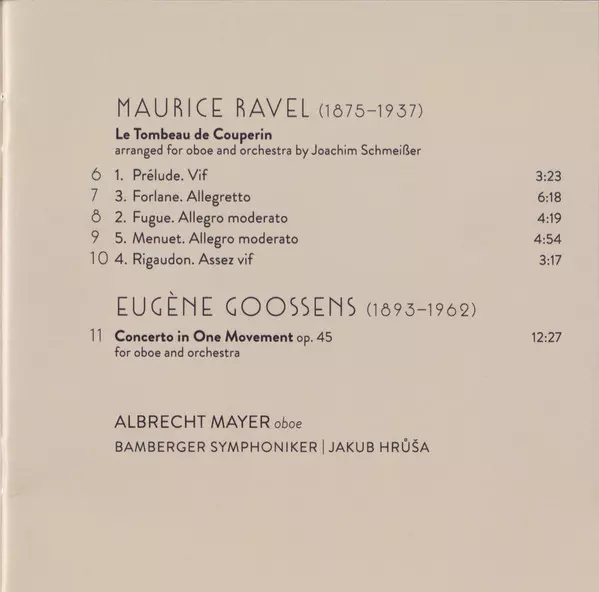 MAURICE RAVEL (1875–1937)
Le Tombeau de Couperin
arranged for oboe and orchestra by Joachim Schmeißer
6 1. Prélude. Vif 3:23
7 3. Forlane. Allegretto 6:18
8 2. Fugue. Allegro moderato 4:19
9 5. Menuet. Allegro moderato 4:54
10 4. Rigaudon. Assez vif 3:17
EUGÈNE GOOSSENS (1893–1962)
11 Concerto in One Movement op. 45 12:27
for oboe and orchestra
ALBRECHT MAYER oboe
BAMBERGER SYMPHONIKER | JAKUB HRŮŠA